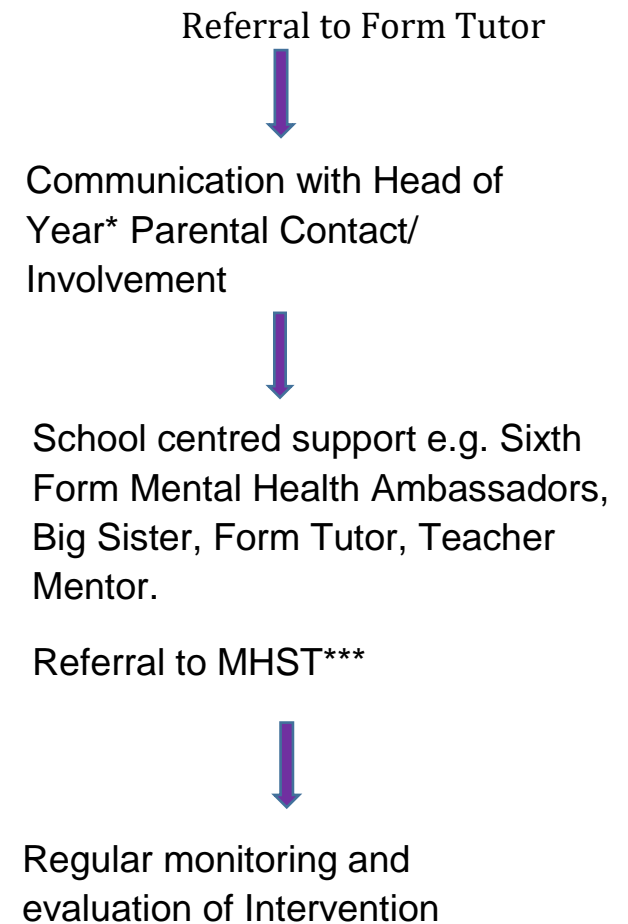 Referral to Form Tutor
Communication with Head of
Year* Parental Contact/
Involvement
School centred support e.g. Sixth
Form Mental Health Ambassadors,
Big Sister, Form Tutor, Teacher
Mentor.
Referral to MHST***
Regular monitoring and
evaluation of Intervention